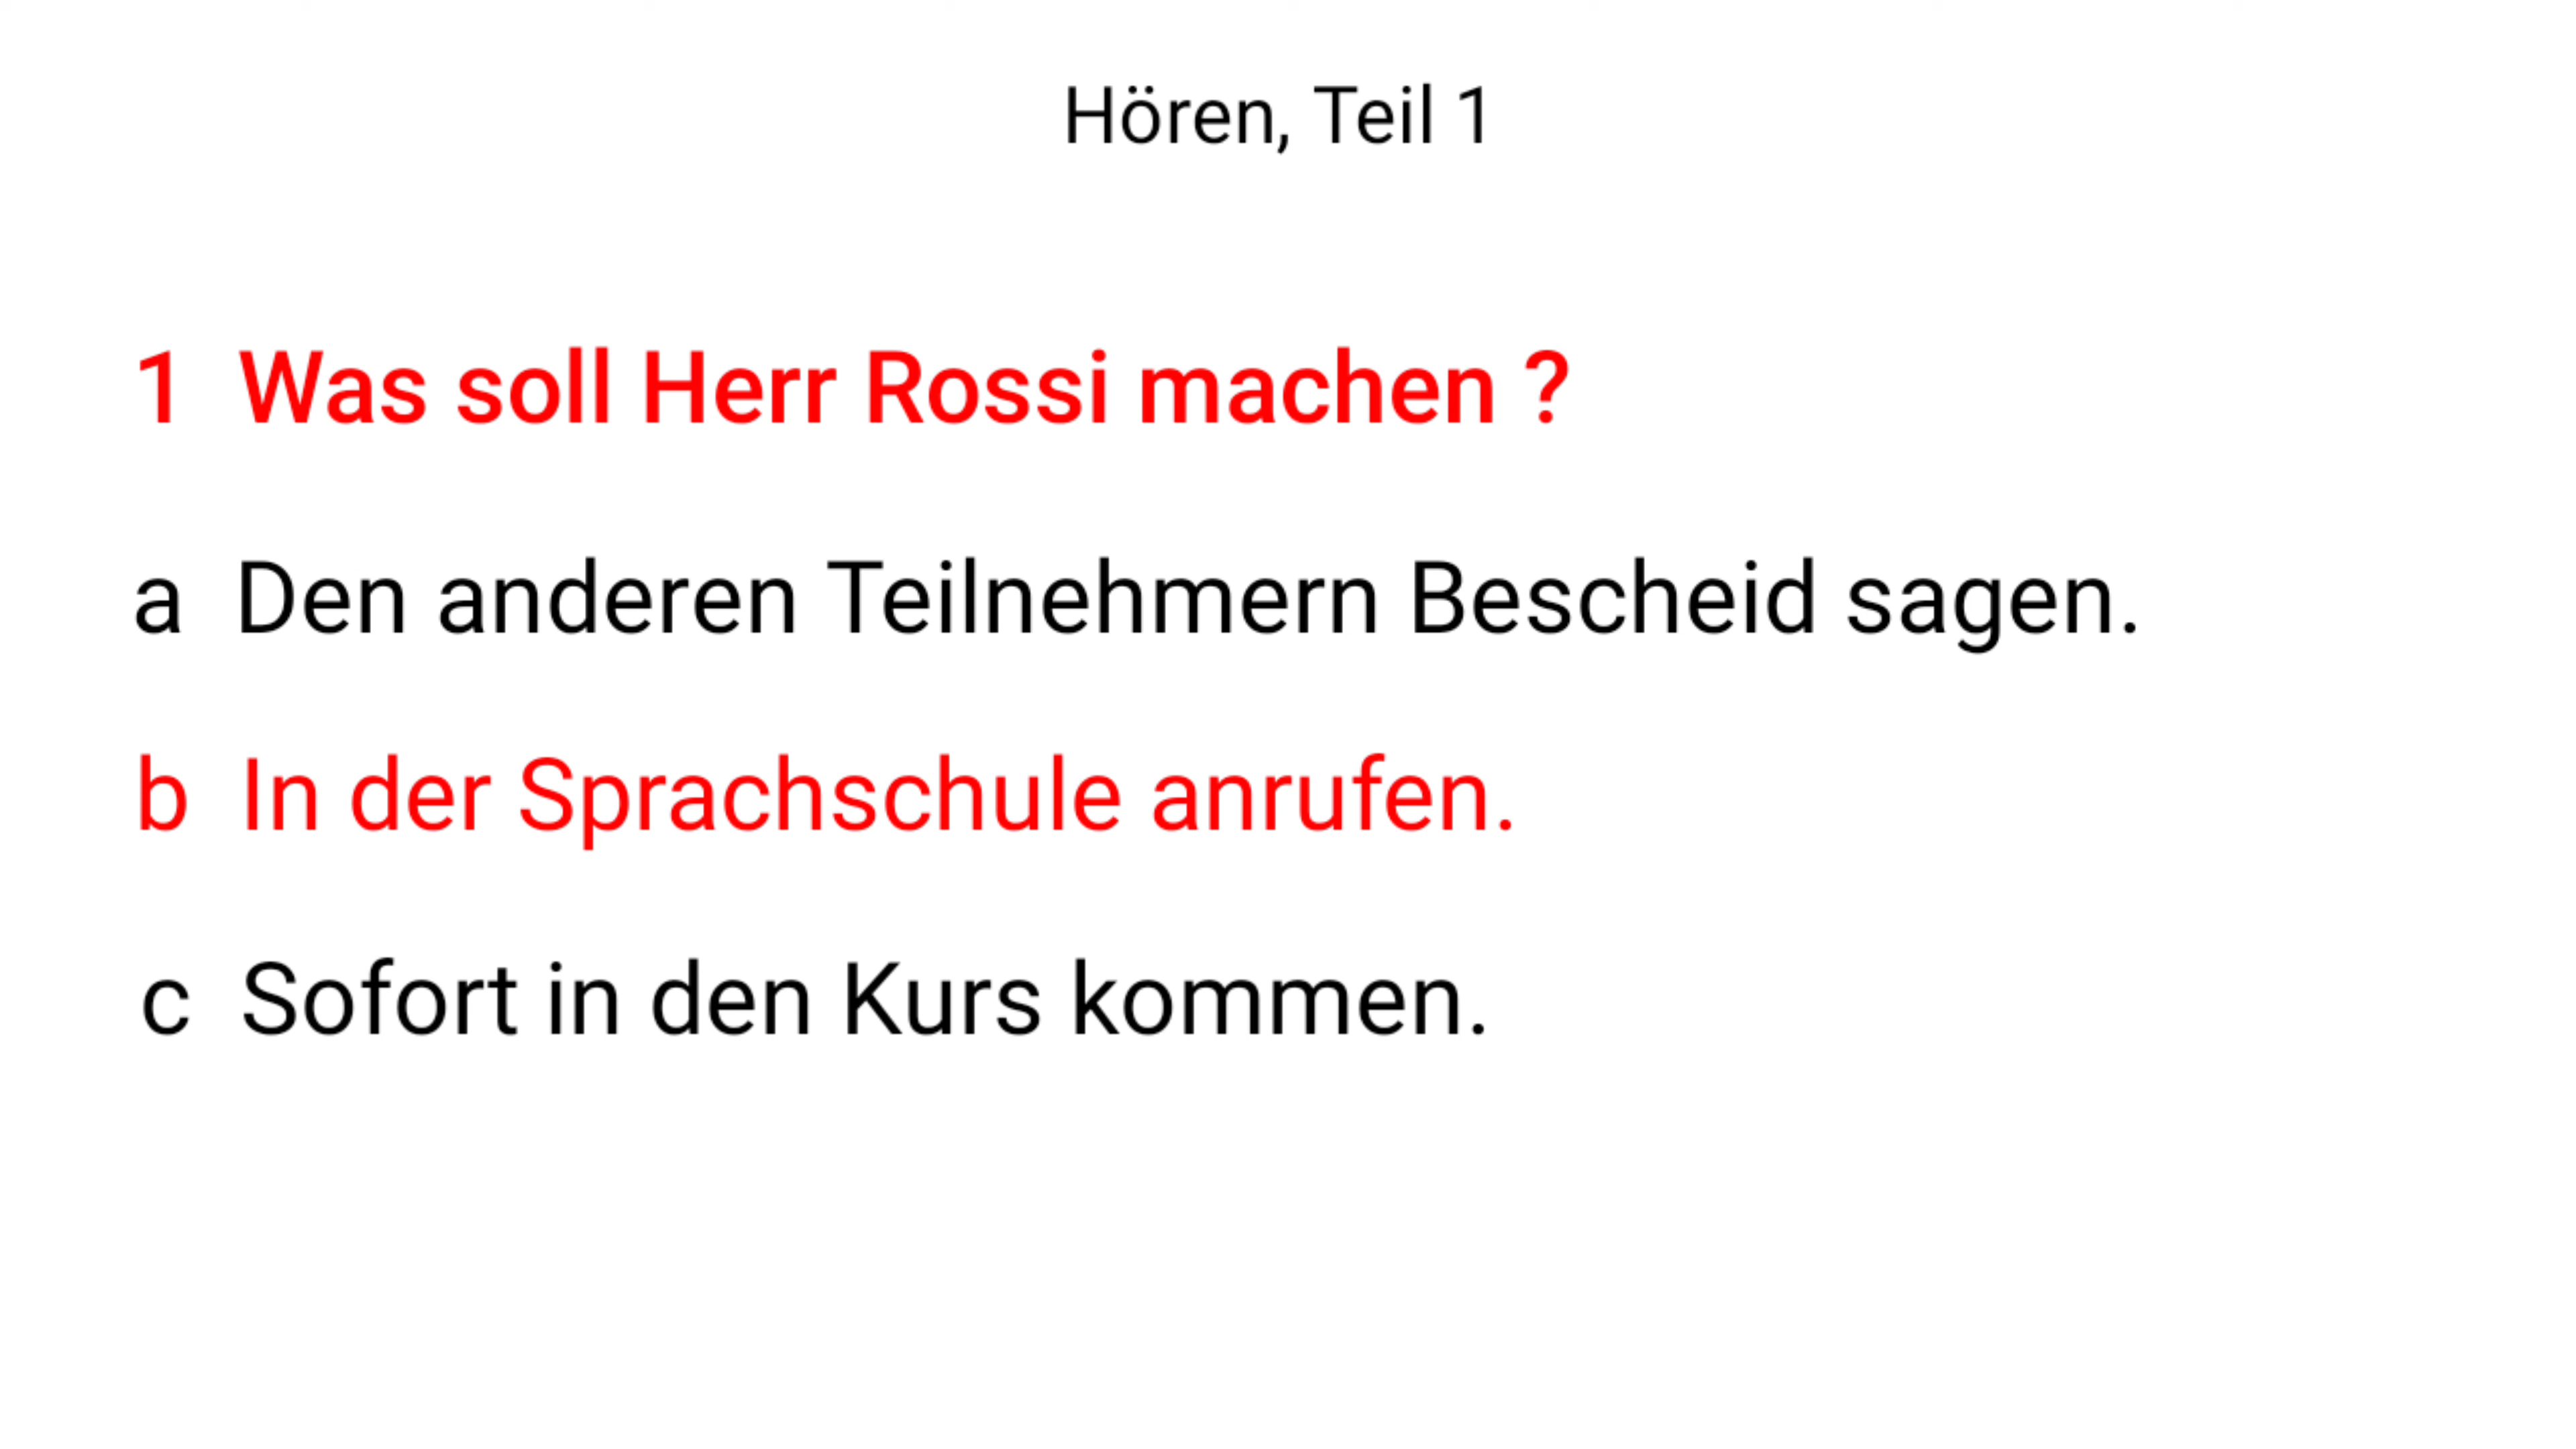 Hören, Teil 1
1 Was soll Herr Rossi machen ?
a Den anderen Teilnehmern Bescheid sagen.
b In der Sprachschule anrufen.
c Sofort in den Kurs kommen.